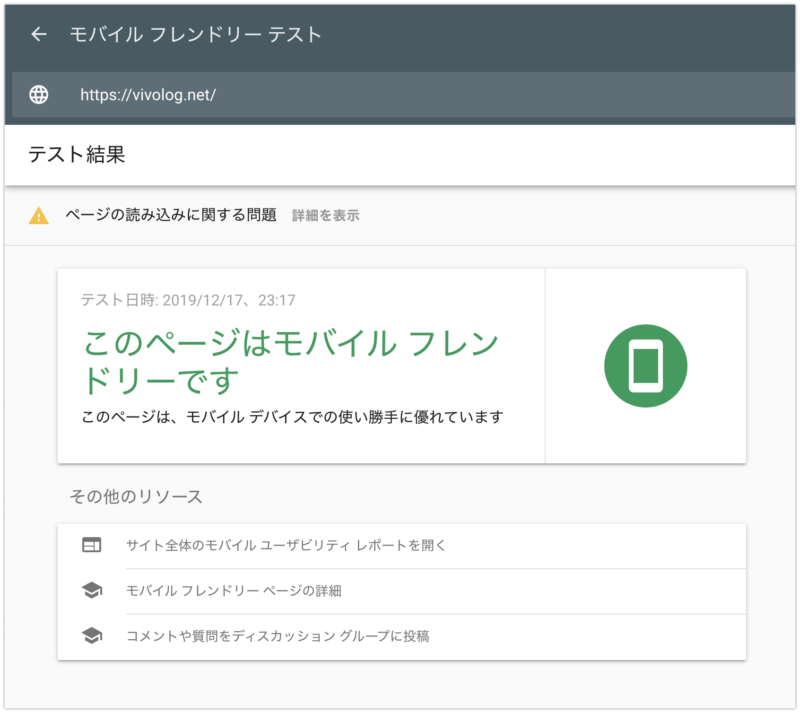 モバイル フレンドリー テスト
https://vivolog.net/
テスト結果
ページの読み込みに関する問題 詳細を表示
テスト日時: 2019/12/17、23:17
このページはモバイル フレン
ドリーです
このページは、モバイル デバイスでの使い勝手に優れています
その他のリソース
サイト全体のモバイル ユーザビリティ レポートを開く
モバイル フレンドリー ページの詳細
コメントや質問をディスカッション グループに投稿